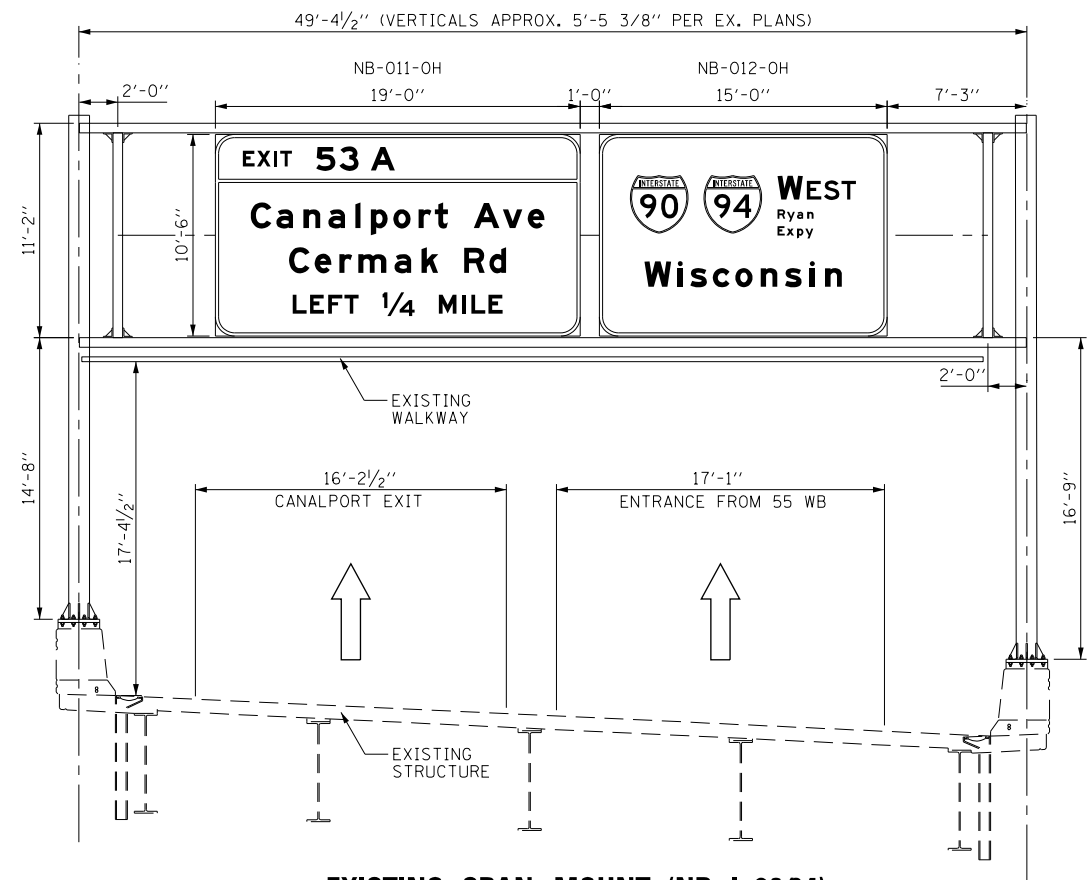 49'-4½'' (VERTICALS APPROX. 5'-5 3/8'' PER EX. PLANS)
NB-011-OH
NB-012-OH
2'-0''
19'-0''
1'-0''
15'-0''
7'-3''
11'-2''
10'-6''
EXIT 53 A
Canalport Ave
Cermak Rd
LEFT ¼ MILE
INTERSTATE
90
INTERSTATE
94
WEST
Ryan
Expy
Wisconsin
2'-0''
EXISTING
WALKWAY
14'-8''
17'-4½''
16'-2½''
CANALPORT EXIT
17'-1''
ENTRANCE FROM 55 WB
16'-9''
8
8
EXISTING
STRUCTURE